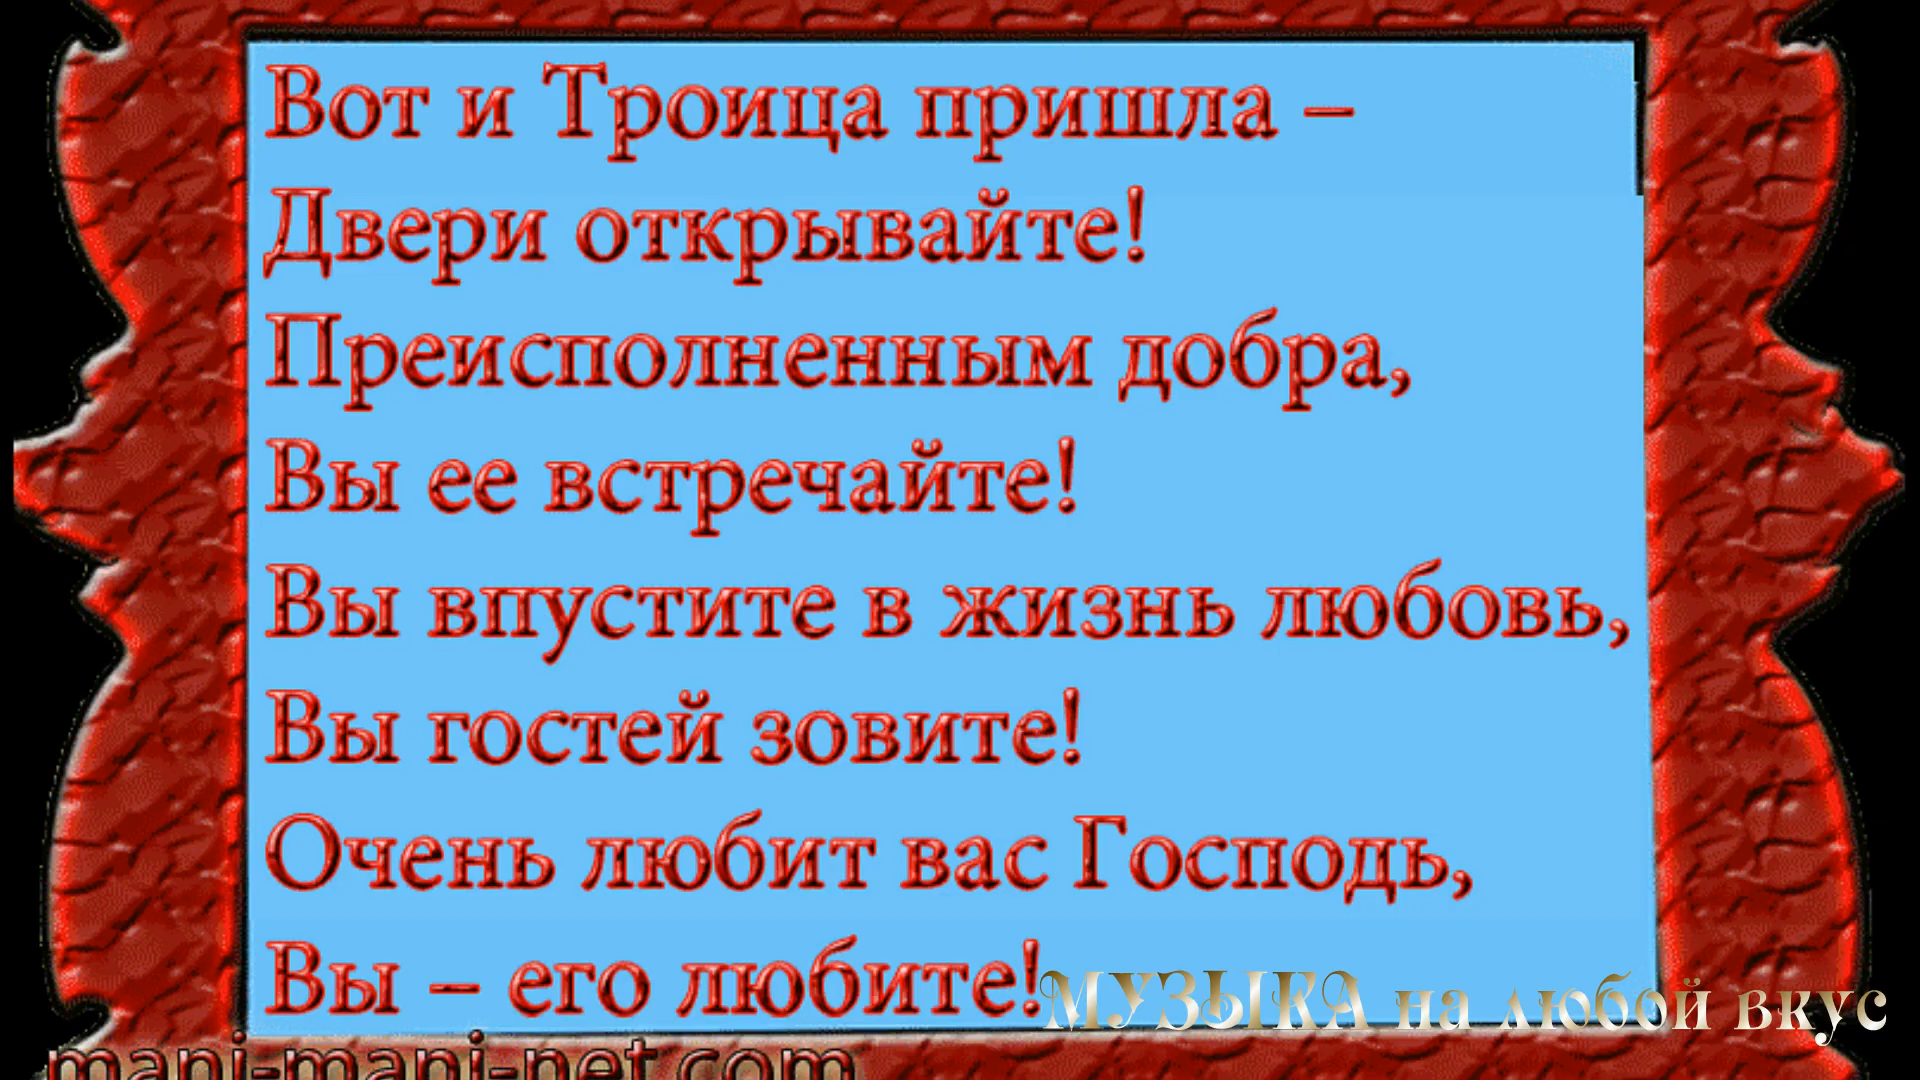 Вот и Троица пришла –
Двери открывайте!
Преисполненным добра,
Вы ее встречайте!
Вы впустите в жизнь любовь,
Вы гостей зовите!
Очень любит вас Господь,
Вы – его любите!
МУЗЫКА на любой вкус
mani-mani-net.com